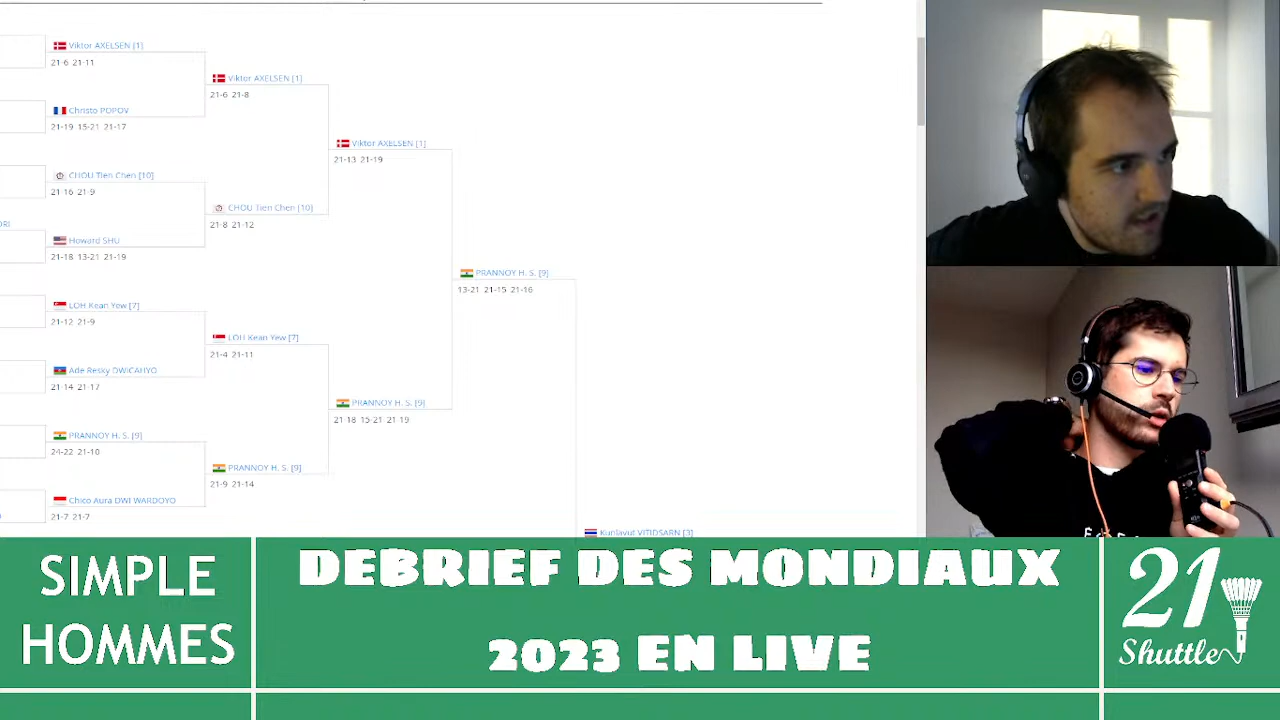 Viktor AXELSEN [1]
21-6 21-11
Viktor AXELSEN [1]
21-6 21-8
Christo POPOV
21-19 15-21 21-17
Viktor AXELSEN [1]
21-13 21-19
CHOU Tien Chen [10]
21-16 21-9
CHOU Tien Chen [10]
21-8 21-12
Howard SHU
21-18 13-21 21-19
PRANNOY H. S. [9]
13-21 21-15 21-16
LOH Kean Yew [7]
21-12 21-9
LOH Kean Yew [7]
21-4 21-11
Ade Resky DWICAHYO
21-14 21-17
PRANNOY H. S. [9]
21-18 15-21 21-19
PRANNOY H. S. [9]
24-22 21-10
PRANNOY H. S. [9]
21-9 21-14
Chico Aura DWI WARDOYO
21-7 21-7
Kunlavut VITIDSARN [3]
SIMPLE
HOMMES
DEBRIEF DES MONDIAUX
2023 EN LIVE
21
Shuttle